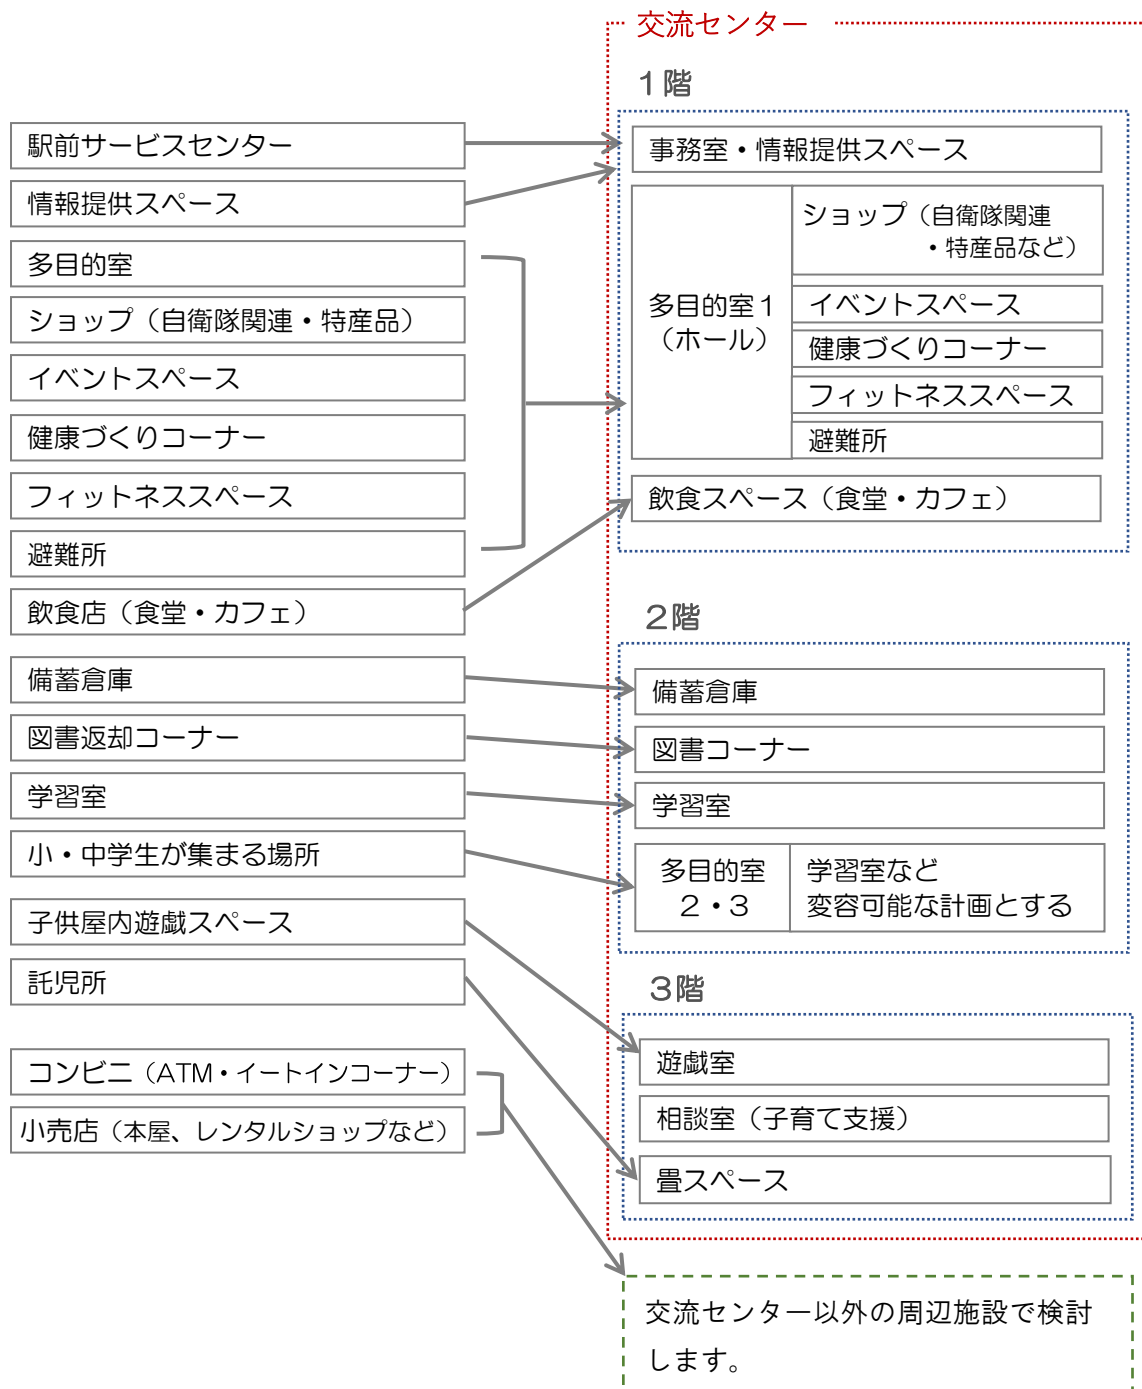 交流センター
１階
駅前サービスセンター
情報提供スペース
多目的室
ショップ（自衛隊関連・特産品）
イベントスペース
健康づくりコーナー
フィットネススペース
避難所
飲食店（食堂・カフェ）
備蓄倉庫
図書返却コーナー
学習室
小・中学生が集まる場所
子供屋内遊戯スペース
託児所
コンビニ（ATM・イートインコーナー）
小売店（本屋、レンタルショップなど）
事務室・情報提供スペース
多目的室１
（ホール）
ショップ（自衛隊関連
・特産品など）
イベントスペース
健康づくりコーナー
フィットネススペース
避難所
飲食スペース（食堂・カフェ）
２階
備蓄倉庫
図書コーナー
学習室
多目的室
２・３
学習室など
変容可能な計画とする
３階
遊戯室
相談室（子育て支援）
畳スペース
交流センター以外の周辺施設で検討
します。